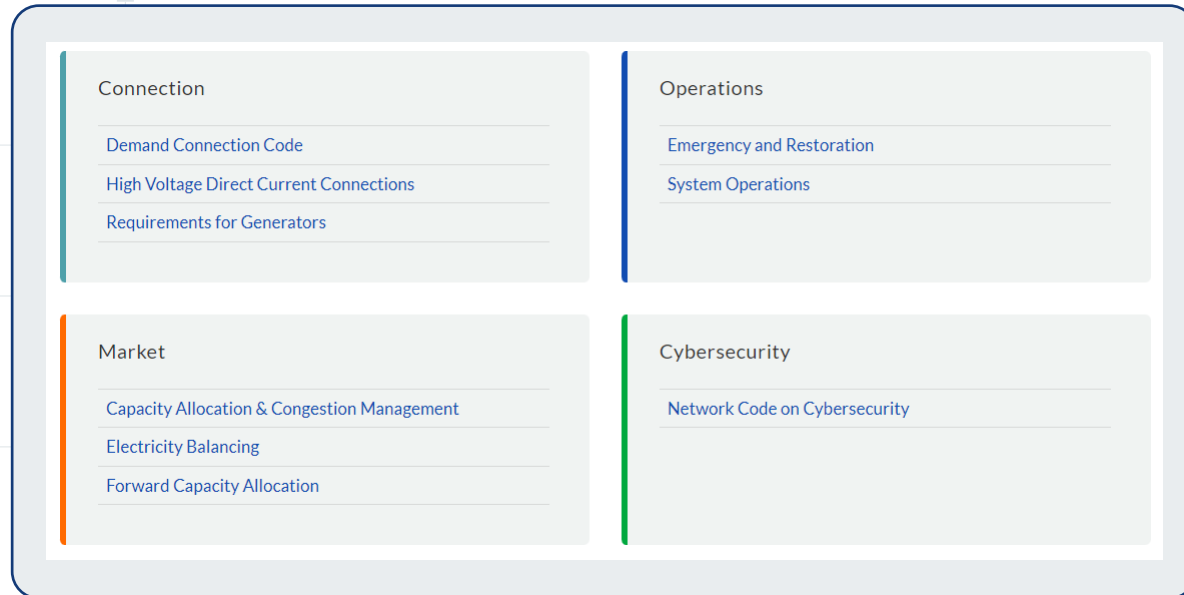 Connection
Demand Connection Code
High Voltage Direct Current Connections
Requirements for Generators
Operations
Emergency and Restoration
System Operations
Market
Capacity Allocation & Congestion Management
Electricity Balancing
Forward Capacity Allocation
Cybersecurity
Network Code on Cybersecurity